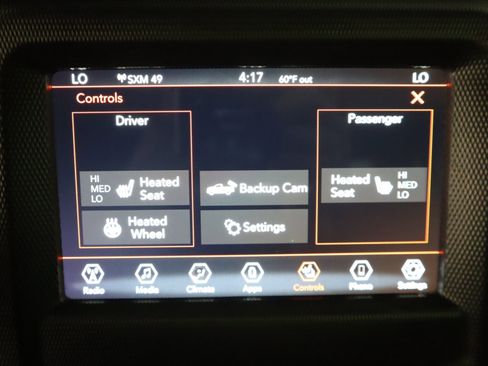 LO SXM 49 4:17 60°F out LO
Controls X
Driver Passenger
HI
MED
LO
Heated
Seat
Backup Cam
Heated
Seat
HI
MED
LO
Heated
Wheel
Settings
Radio Media Climate Apps Controls Phone Settings